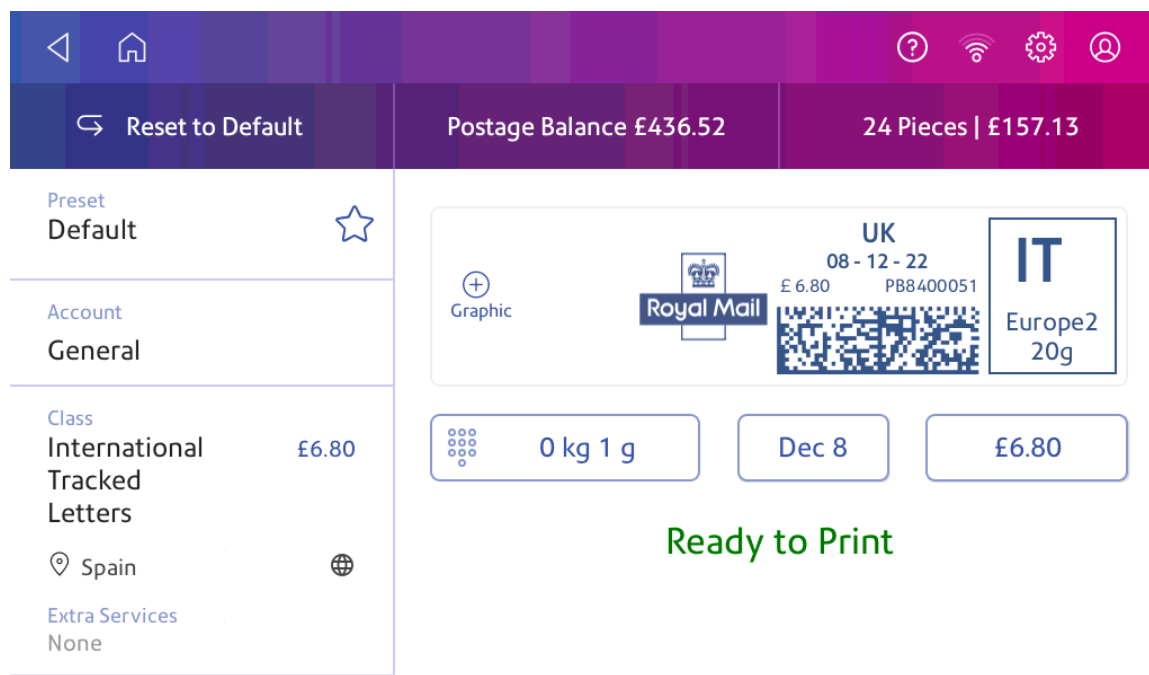 Reset to Default
Postage Balance £436.52
24 Pieces | £157.13
Preset
Default
Account
General
Class
International £6.80
Tracked
Letters
Spain
Extra Services
None
Graphic
Royal Mail
UK
08 - 12 - 22
£ 6.80 PB8400051
IT
Europe2
20g
0 kg 1 g
Dec 8
£6.80
Ready to Print